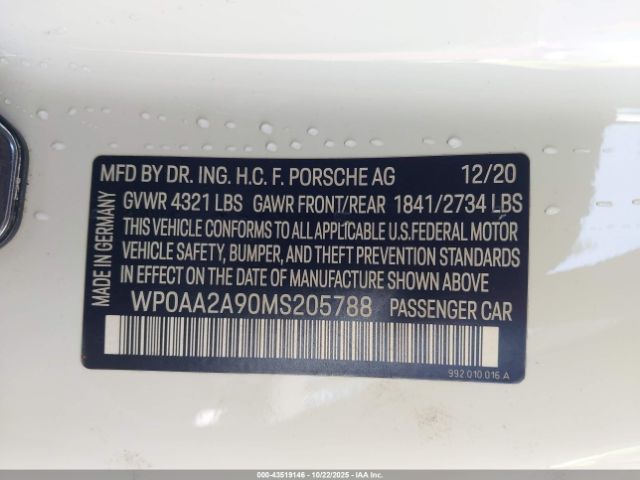 MADE IN GERMANY
MFD BY DR. ING. H.C. F. PORSCHE AG 12/20
GVWR 4321 LBS GAWR FRONT/REAR 1841/2734 LBS
THIS VEHICLE CONFORMS TO ALL APPLICABLE U.S.FEDERAL MOTOR
VEHICLE SAFETY, BUMPER, AND THEFT PREVENTION STANDARDS
IN EFFECT ON THE DATE OF MANUFACTURE SHOWN ABOVE
WP0AA2A90MS205788 PASSENGER CAR
992.010.016 A
000-43519146 - 10/22/2025 - IAAI.COM